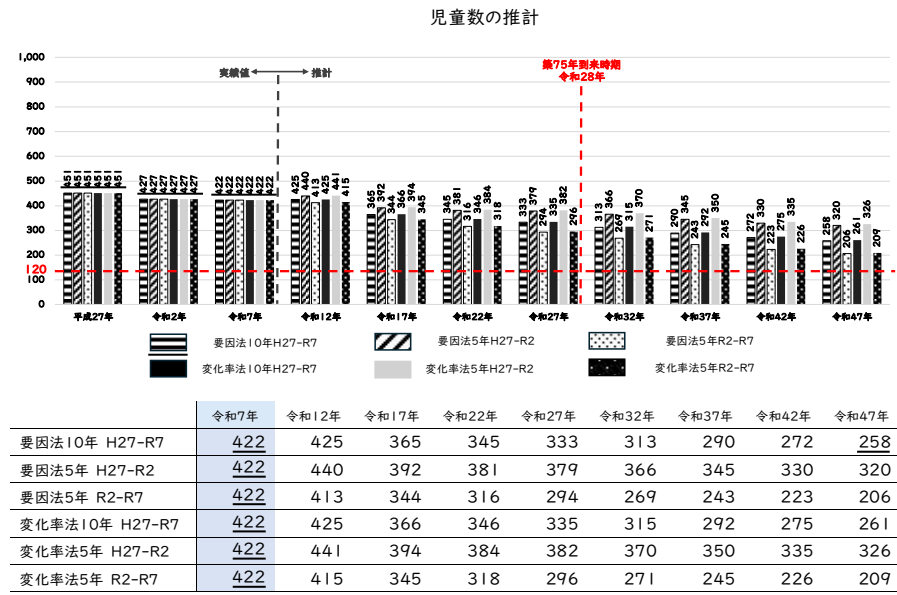 児童数の推計
1,000
900
800
700
600
500
400
300
200
120
100
0
実績値 推計
築75年到来時期
令和28年
451 451 451 451 451 451
427 427 427 427 427 427
422 422 422 422 422 422
425 440 413 425 441 415
365 392 344 366 394 345
345 381 316 346 384 318
333 379 294 335 382 296
313 366 269 315 370 271
290 345 243 292 350 245
272 330 223 275 335 226
258 320 206 261 326 209
平成27年 令和2年 令和7年 令和12年 令和17年 令和22年 令和27年 令和32年 令和37年 令和42年 令和47年
要因法10年H27-R7 要因法5年H27-R2 要因法5年R2-R7
変化率法10年H27-R7 変化率法5年H27-R2 変化率法5年R2-R7
令和7年 令和12年 令和17年 令和22年 令和27年 令和32年 令和37年 令和42年 令和47年
要因法10年 H27-R7 422 425 365 345 333 313 290 272 258
要因法5年 H27-R2 422 440 392 381 379 366 345 330 320
要因法5年 R2-R7 422 413 344 316 294 269 243 223 206
変化率法10年 H27-R7 422 425 366 346 335 315 292 275 261
変化率法5年 H27-R2 422 441 394 384 382 370 350 335 326
変化率法5年 R2-R7 422 415 345 318 296 271 245 226 209